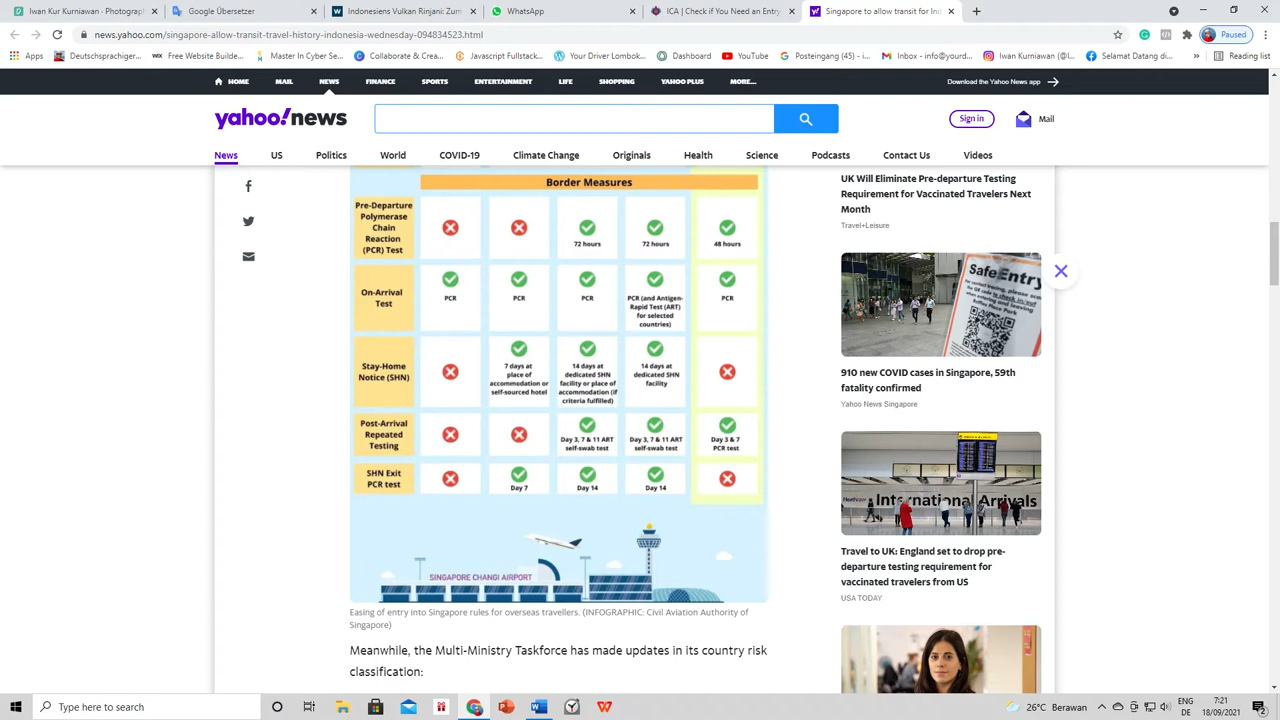 Iwan Kur Kurniawan - Photograph
Google Übersetzer
Indonesiens Vulkan Rinjani: Zum
WhatsApp
ICA | Check if You Need an Entry
Singapore to allow transit for Ind
news.yahoo.com/singapore-allow-transit-travel-history-indonesia-wednesday-094834523.html
Paused
Apps
Deutschsprachiger...
Free Website Builde...
Master In Cyber Se...
Collaborate & Crea...
Javascript Fullstack...
Your Driver Lombok...
Dashboard
YouTube
Posteingang (45) - i...
Inbox - info@yourd...
Iwan Kurniawan (@I...
Selamat Datang di...
Reading list
HOME
MAIL
NEWS
FINANCE
SPORTS
ENTERTAINMENT
LIFE
SHOPPING
YAHOO PLUS
MORE...
Download the Yahoo News app
yahoo!news
Sign in
Mail
News
US
Politics
World
COVID-19
Climate Change
Originals
Health
Science
Podcasts
Contact Us
Videos
Border Measures
Pre-Departure
Polymerase
Chain
Reaction
(PCR) Test
72 hours
72 hours
48 hours
On-Arrival
Test
PCR
PCR
PCR
PCR (and Antigen-
Rapid Test (ART)
for selected
countries)
PCR
Stay-Home
Notice (SHN)
7 days at
place of
accommodation or
self-sourced hotel
14 days at
dedicated SHN
facility or place of
accommodation (if
criteria fulfilled)
14 days at
dedicated SHN
facility
Post-Arrival
Repeated
Testing
Day 3, 7 & 11 ART
self-swab test
Day 3, 7 & 11 ART
self-swab test
Day 3 & 7
PCR test
SHN Exit
PCR test
Day 7
Day 14
Day 14
SINGAPORE CHANGI AIRPORT
Easing of entry into Singapore rules for overseas travellers. (INFOGRAPHIC: Civil Aviation Authority of
Singapore)
Meanwhile, the Multi-Ministry Taskforce has made updates in its country risk
classification:
UK Will Eliminate Pre-departure Testing
Requirement for Vaccinated Travelers Next
Month
Travel+Leisure
SafeEntry
910 new COVID cases in Singapore, 59th
fatality confirmed
Yahoo News Singapore
International Arrivals
Travel to UK: England set to drop pre-
departure testing requirement for
vaccinated travelers from US
USA TODAY
Type here to search
26°C Berawan
ENG
DE
7:21
18/09/2021
2